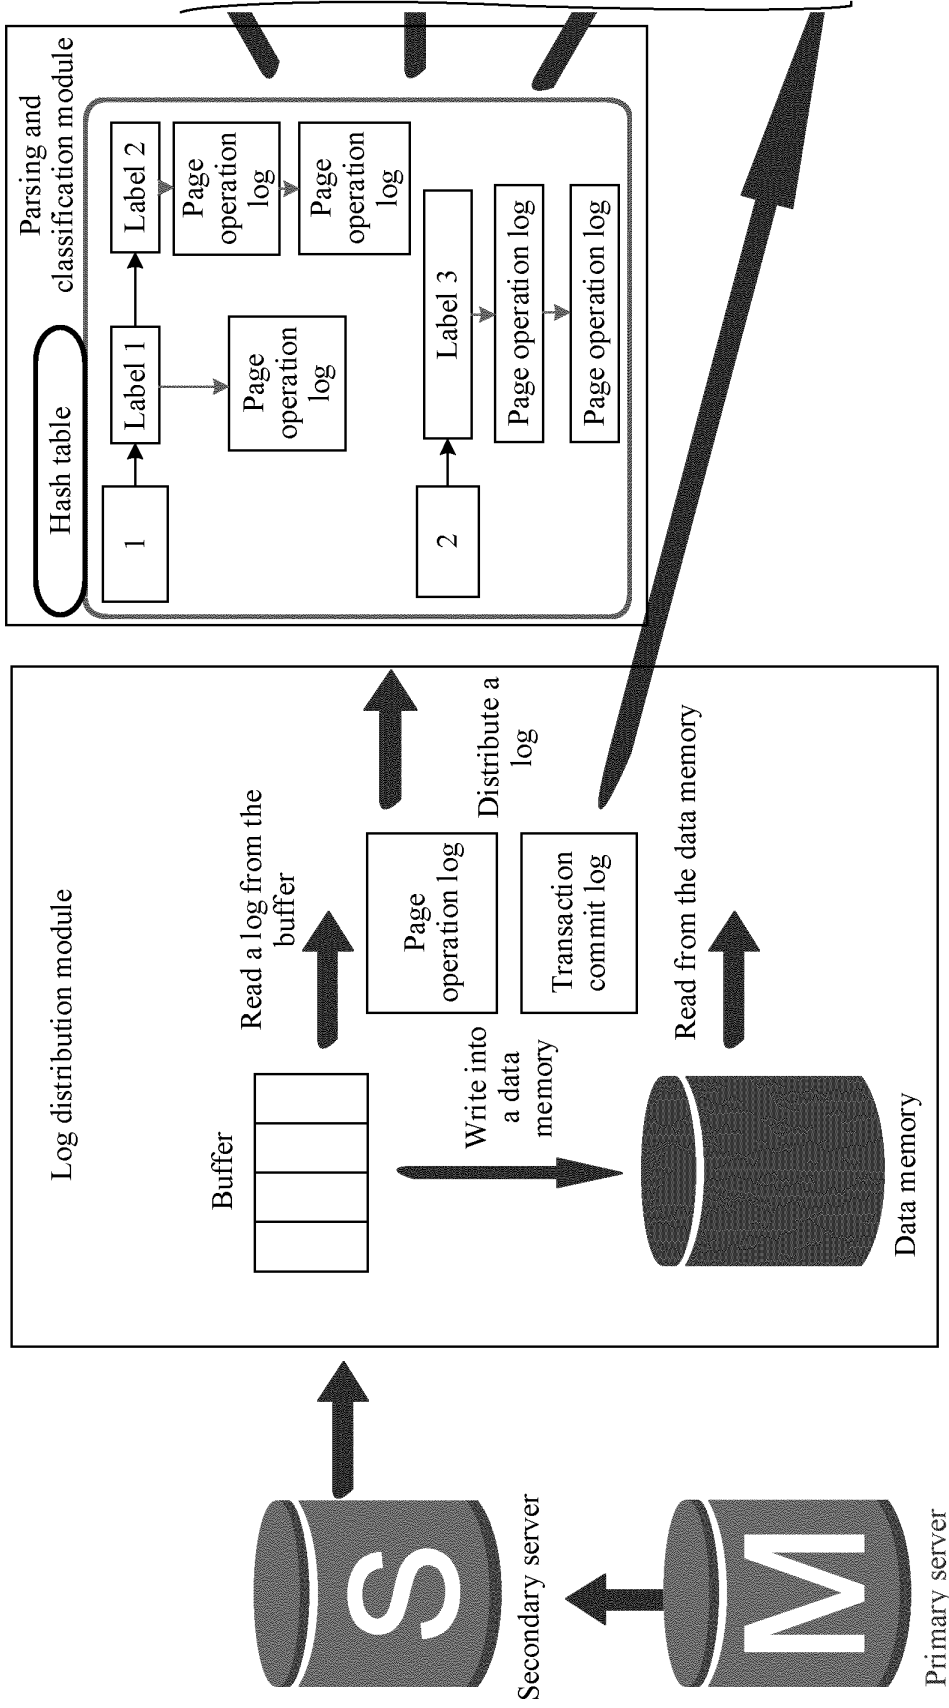 Parsing and
classification module
Hash table
1
Label 1
Label 2
Page
operation
log
Page
operation
log
Page
operation
log
2
Label 3
Page operation log
Page operation log
Log distribution module
Buffer
Read a log from the
buffer
Page
operation log
Distribute a
log
Transaction
commit log
Write into
a data
memory
Read from the data memory
Data memory
S
Secondary server
M
Primary server